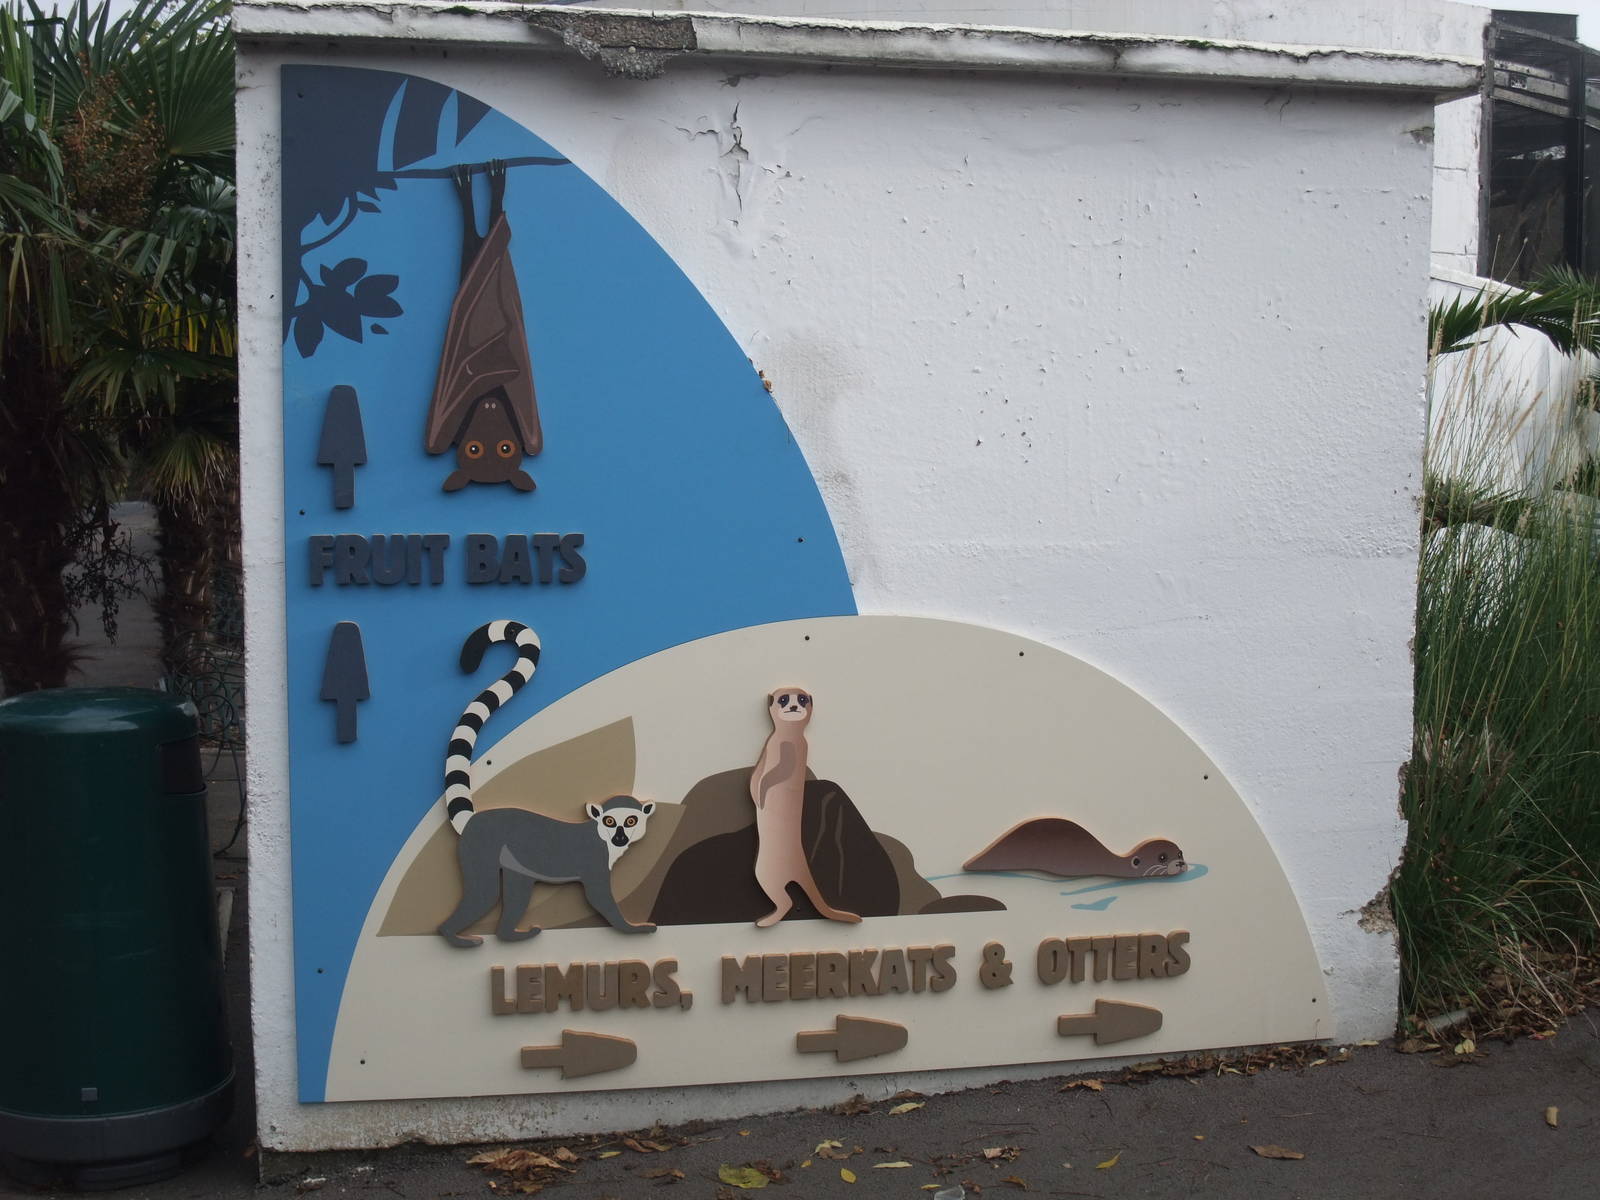 FRUIT BATS
LEMURS, MEERKATS & OTTERS